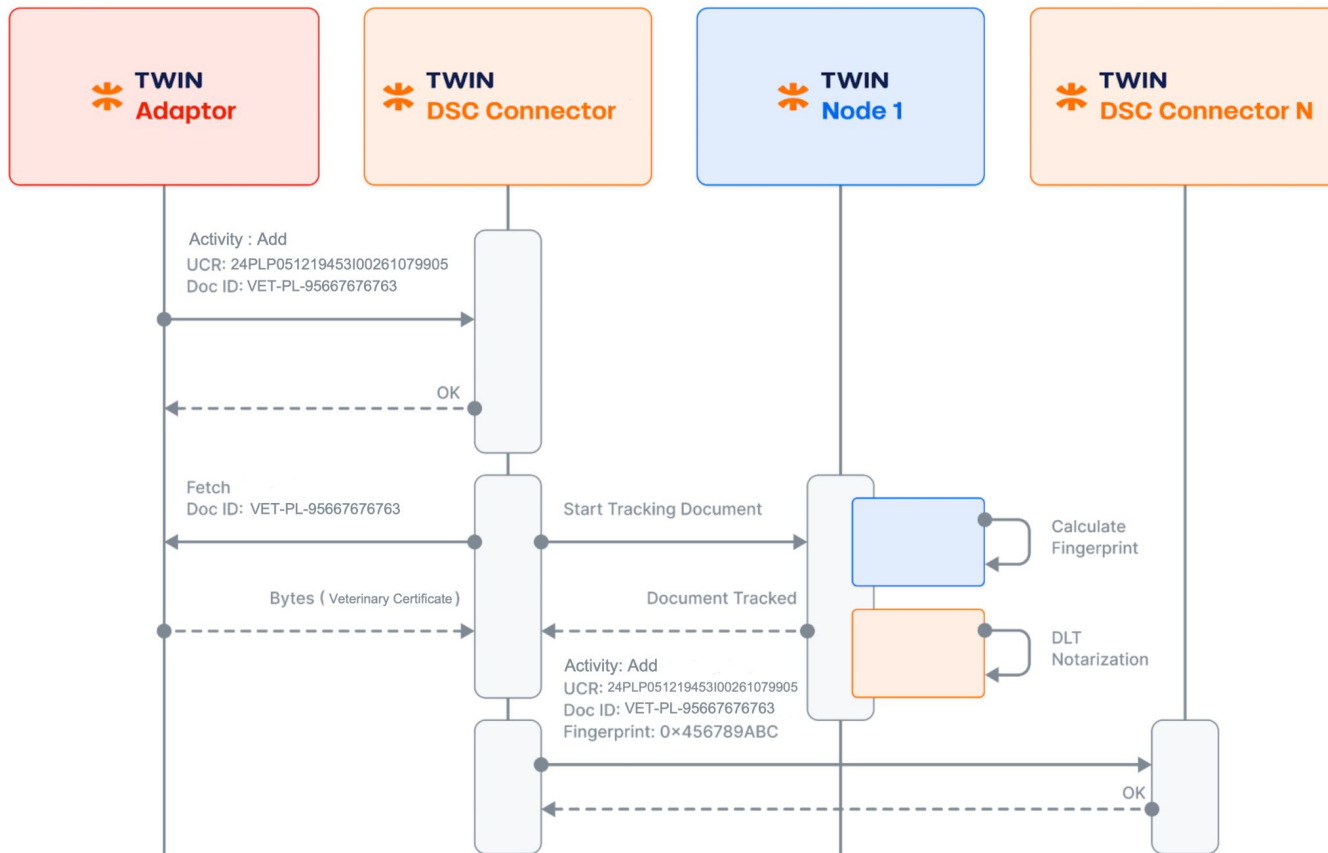 TWIN
Adaptor
TWIN
DSC Connector
TWIN
Node 1
TWIN
DSC Connector N
Activity : Add
UCR: 24PLP051219453I00261079905
Doc ID: VET-PL-95667676763
OK
Fetch
Doc ID: VET-PL-95667676763
Start Tracking Document
Calculate
Fingerprint
Bytes ( Veterinary Certificate )
Document Tracked
DLT
Notarization
Activity: Add
UCR: 24PLP051219453I00261079905
Doc ID: VET-PL-95667676763
Fingerprint: 0×456789ABC
OK